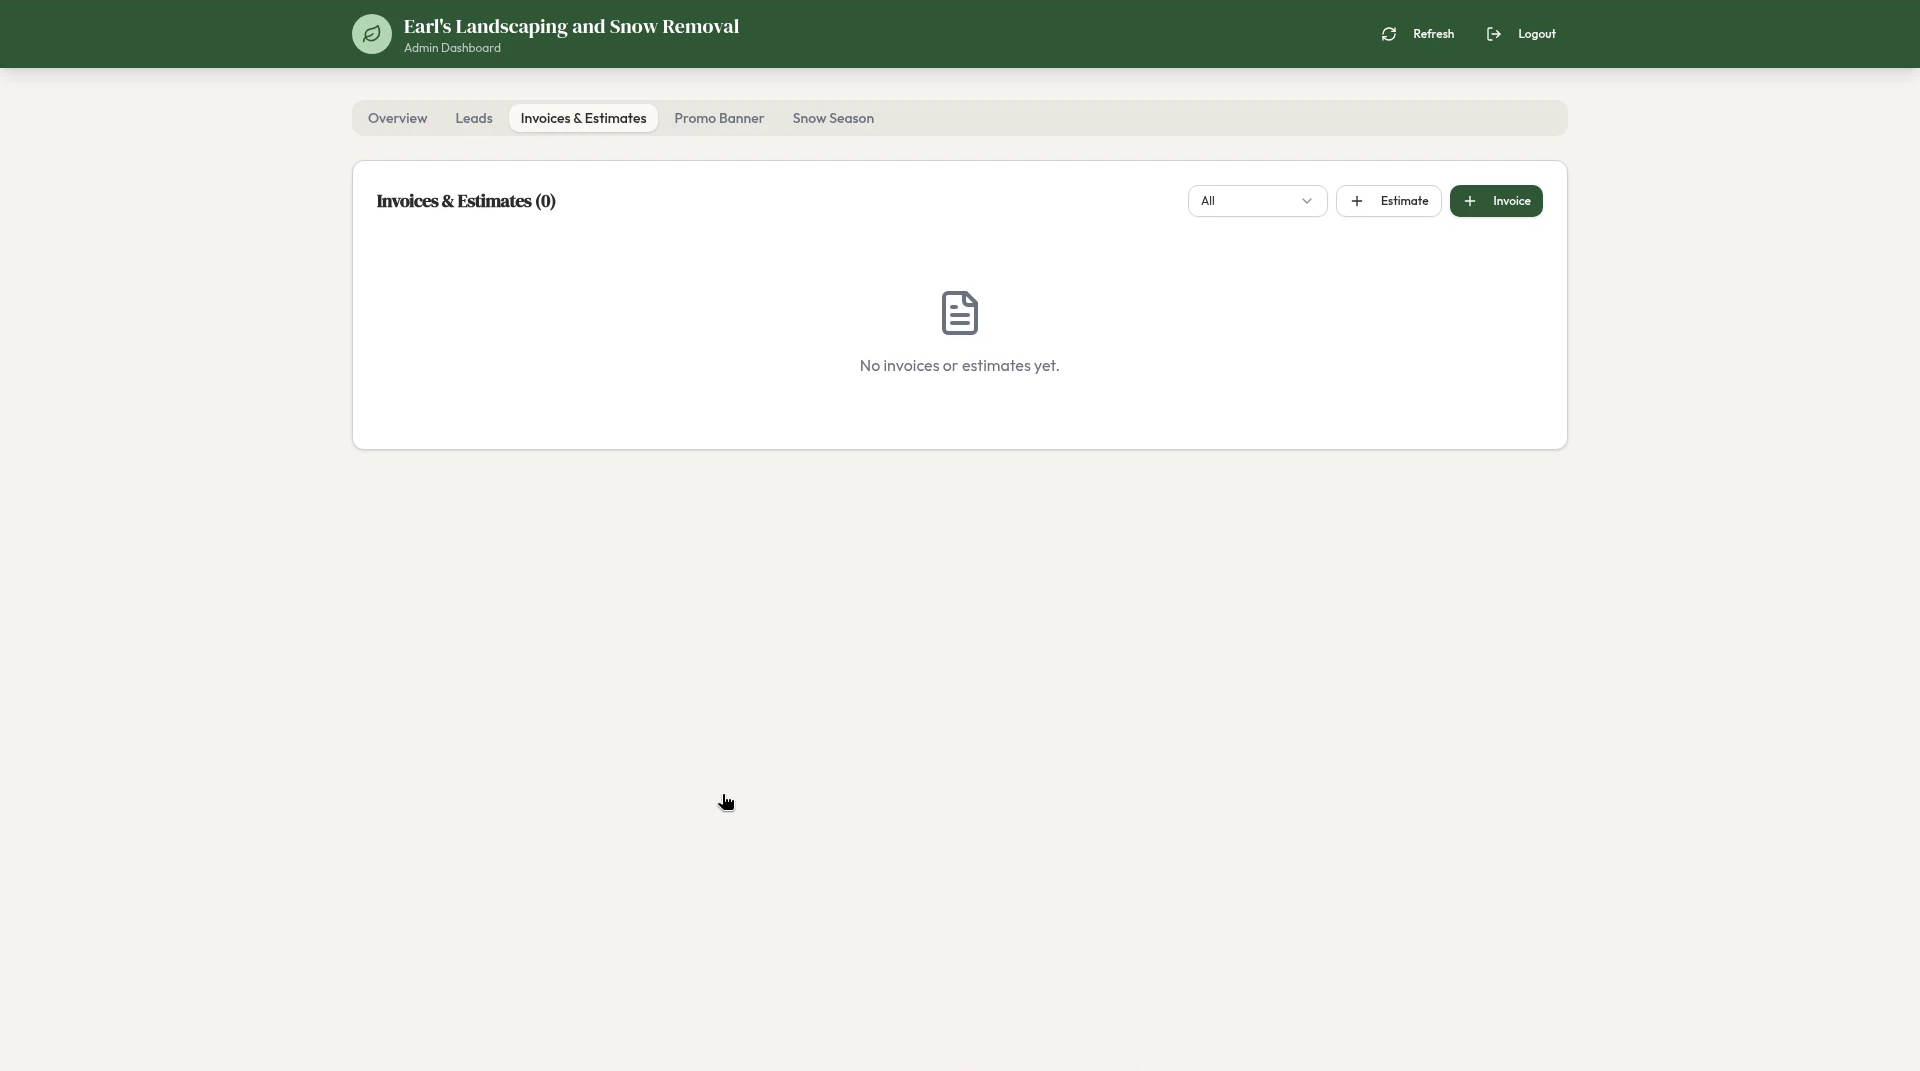 Earl's Landscaping and Snow Removal
Admin Dashboard
Refresh
Logout
Overview
Leads
Invoices & Estimates
Promo Banner
Snow Season
Invoices & Estimates (0)
All
Estimate
Invoice
No invoices or estimates yet.